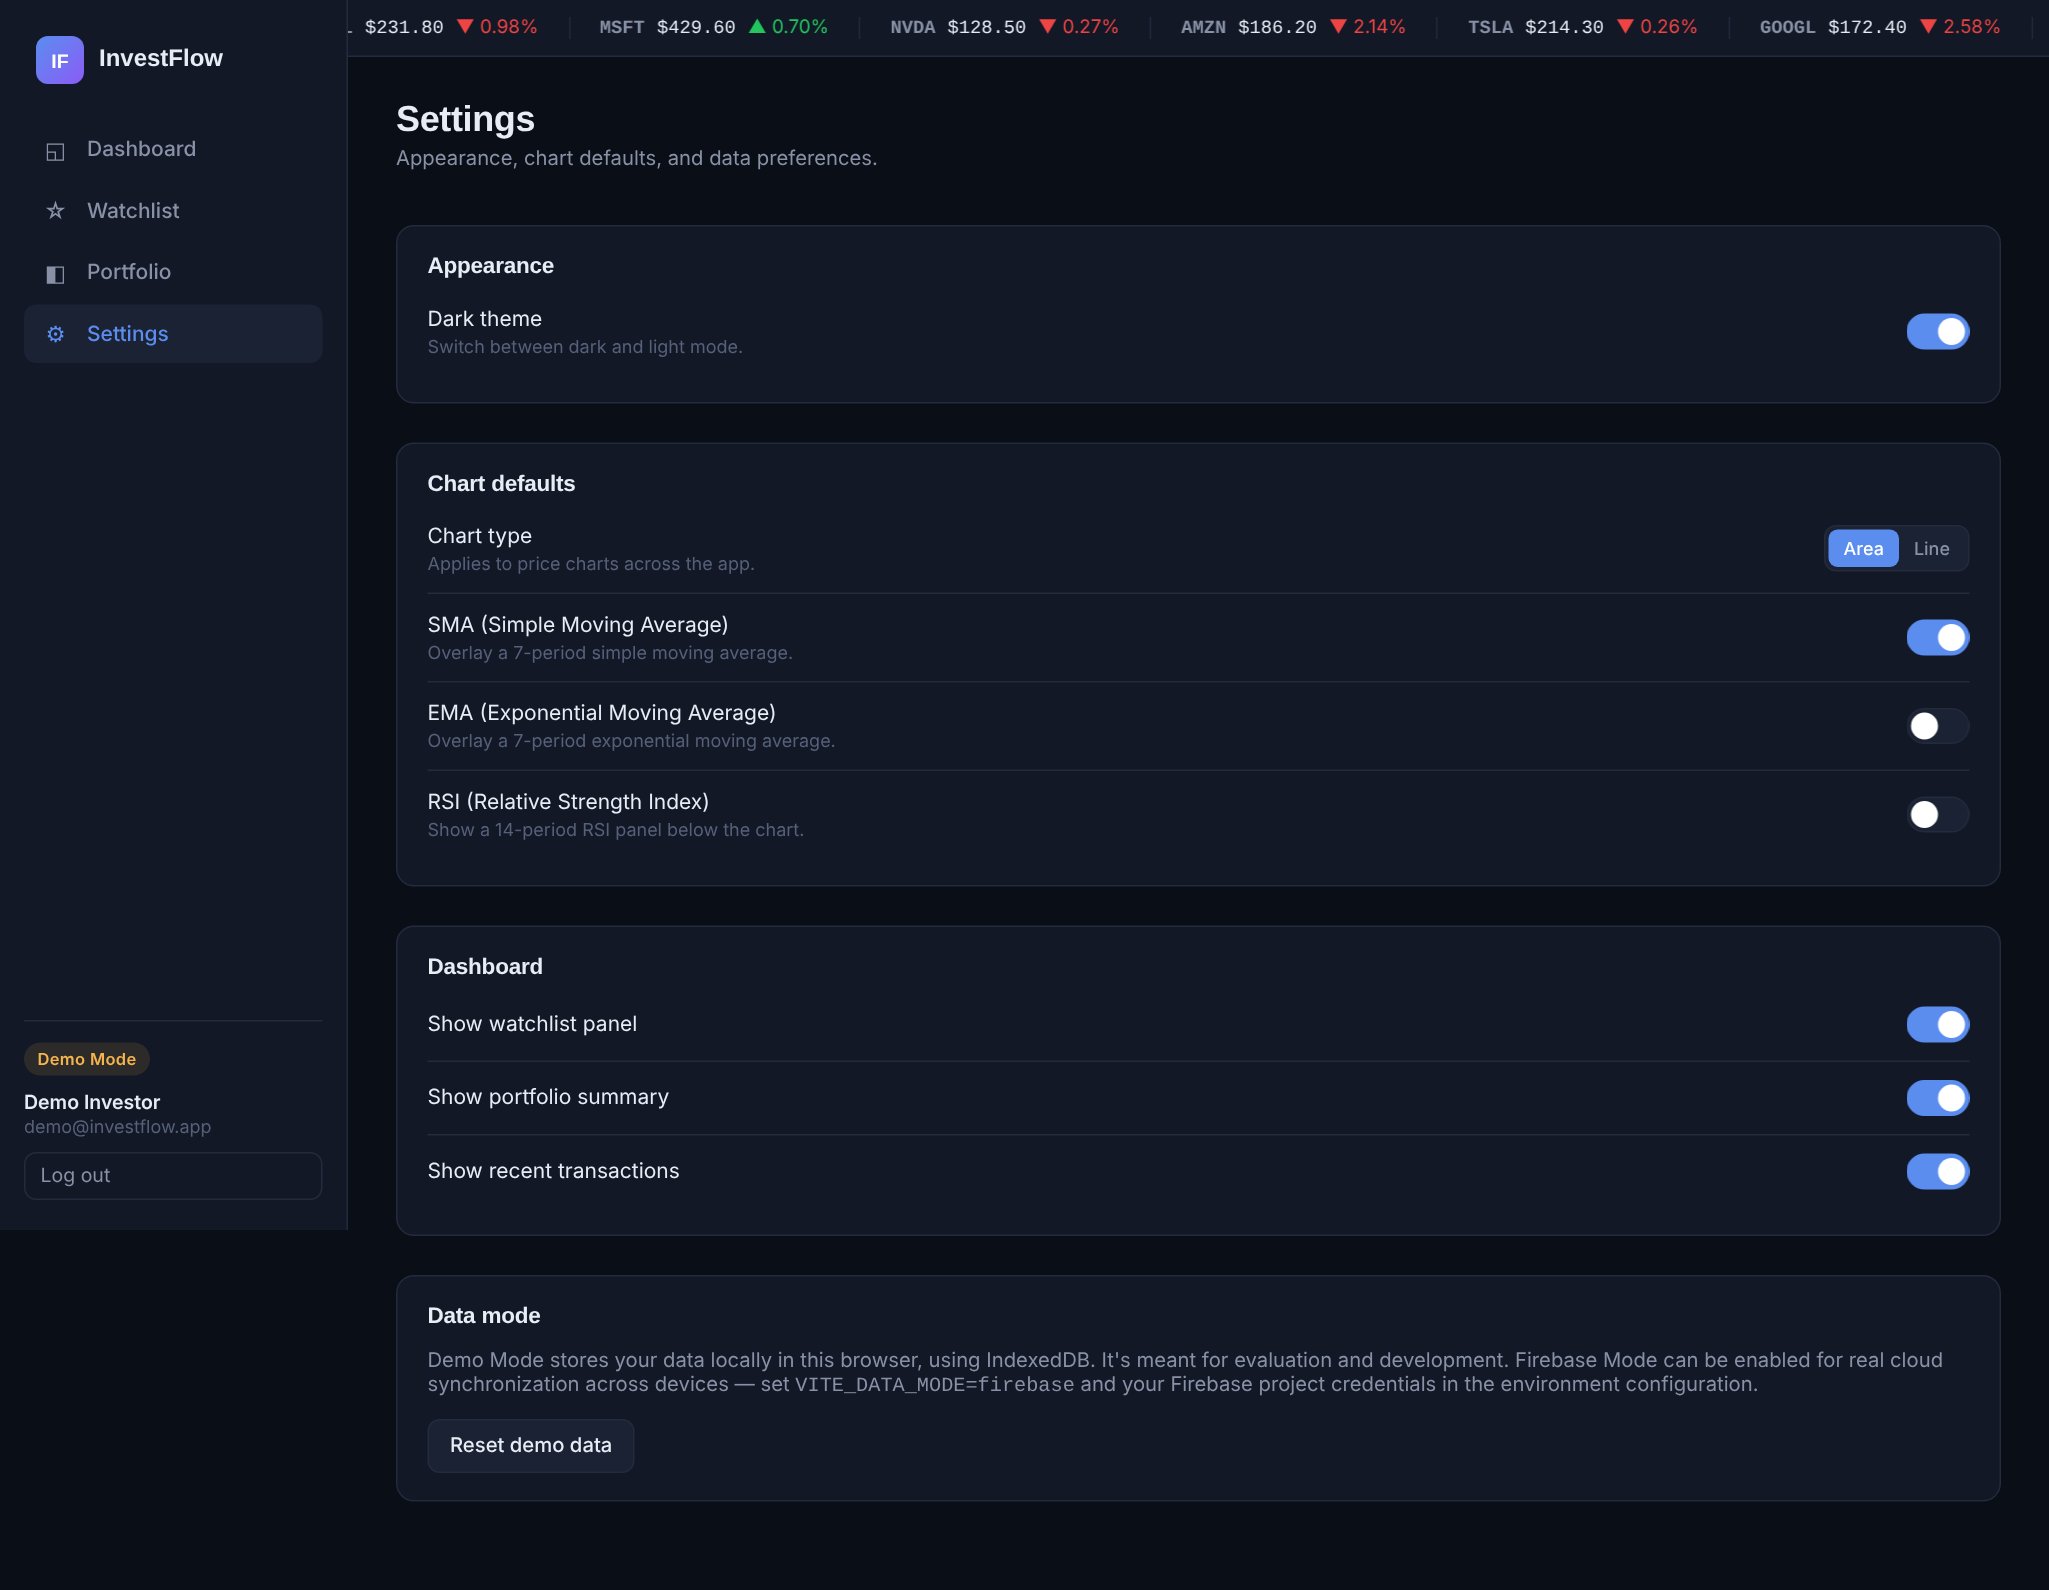 IF InvestFlow
Dashboard
Watchlist
Portfolio
Settings
Demo Mode
Demo Investor
demo@investflow.app
Log out
$231.80 ▼ 0.98% MSFT $429.60 ▲ 0.70% NVDA $128.50 ▼ 0.27% AMZN $186.20 ▼ 2.14% TSLA $214.30 ▼ 0.26% GOOGL $172.40 ▼ 2.58%
Settings
Appearance, chart defaults, and data preferences.
Appearance
Dark theme
Switch between dark and light mode.
Chart defaults
Chart type
Applies to price charts across the app.
Area Line
SMA (Simple Moving Average)
Overlay a 7-period simple moving average.
EMA (Exponential Moving Average)
Overlay a 7-period exponential moving average.
RSI (Relative Strength Index)
Show a 14-period RSI panel below the chart.
Dashboard
Show watchlist panel
Show portfolio summary
Show recent transactions
Data mode
Demo Mode stores your data locally in this browser, using IndexedDB. It's meant for evaluation and development. Firebase Mode can be enabled for real cloud
synchronization across devices — set VITE_DATA_MODE=firebase and your Firebase project credentials in the environment configuration.
Reset demo data